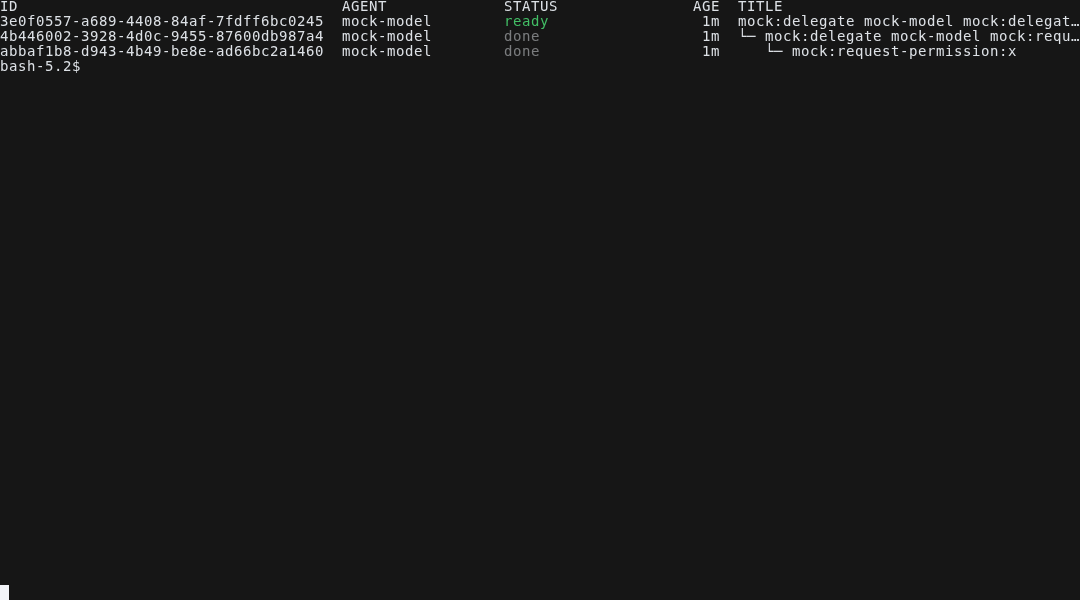 ID AGENT STATUS AGE TITLE
3e0f0557-a689-4408-84af-7fdff6bc0245 mock-model ready 1m mock:delegate mock-model mock:delegat…
4b446002-3928-4d0c-9455-87600db987a4 mock-model done 1m └─ mock:delegate mock-model mock:requ…
abbaf1b8-d943-4b49-be8e-ad66bc2a1460 mock-model done 1m └─ mock:request-permission:x
bash-5.2$